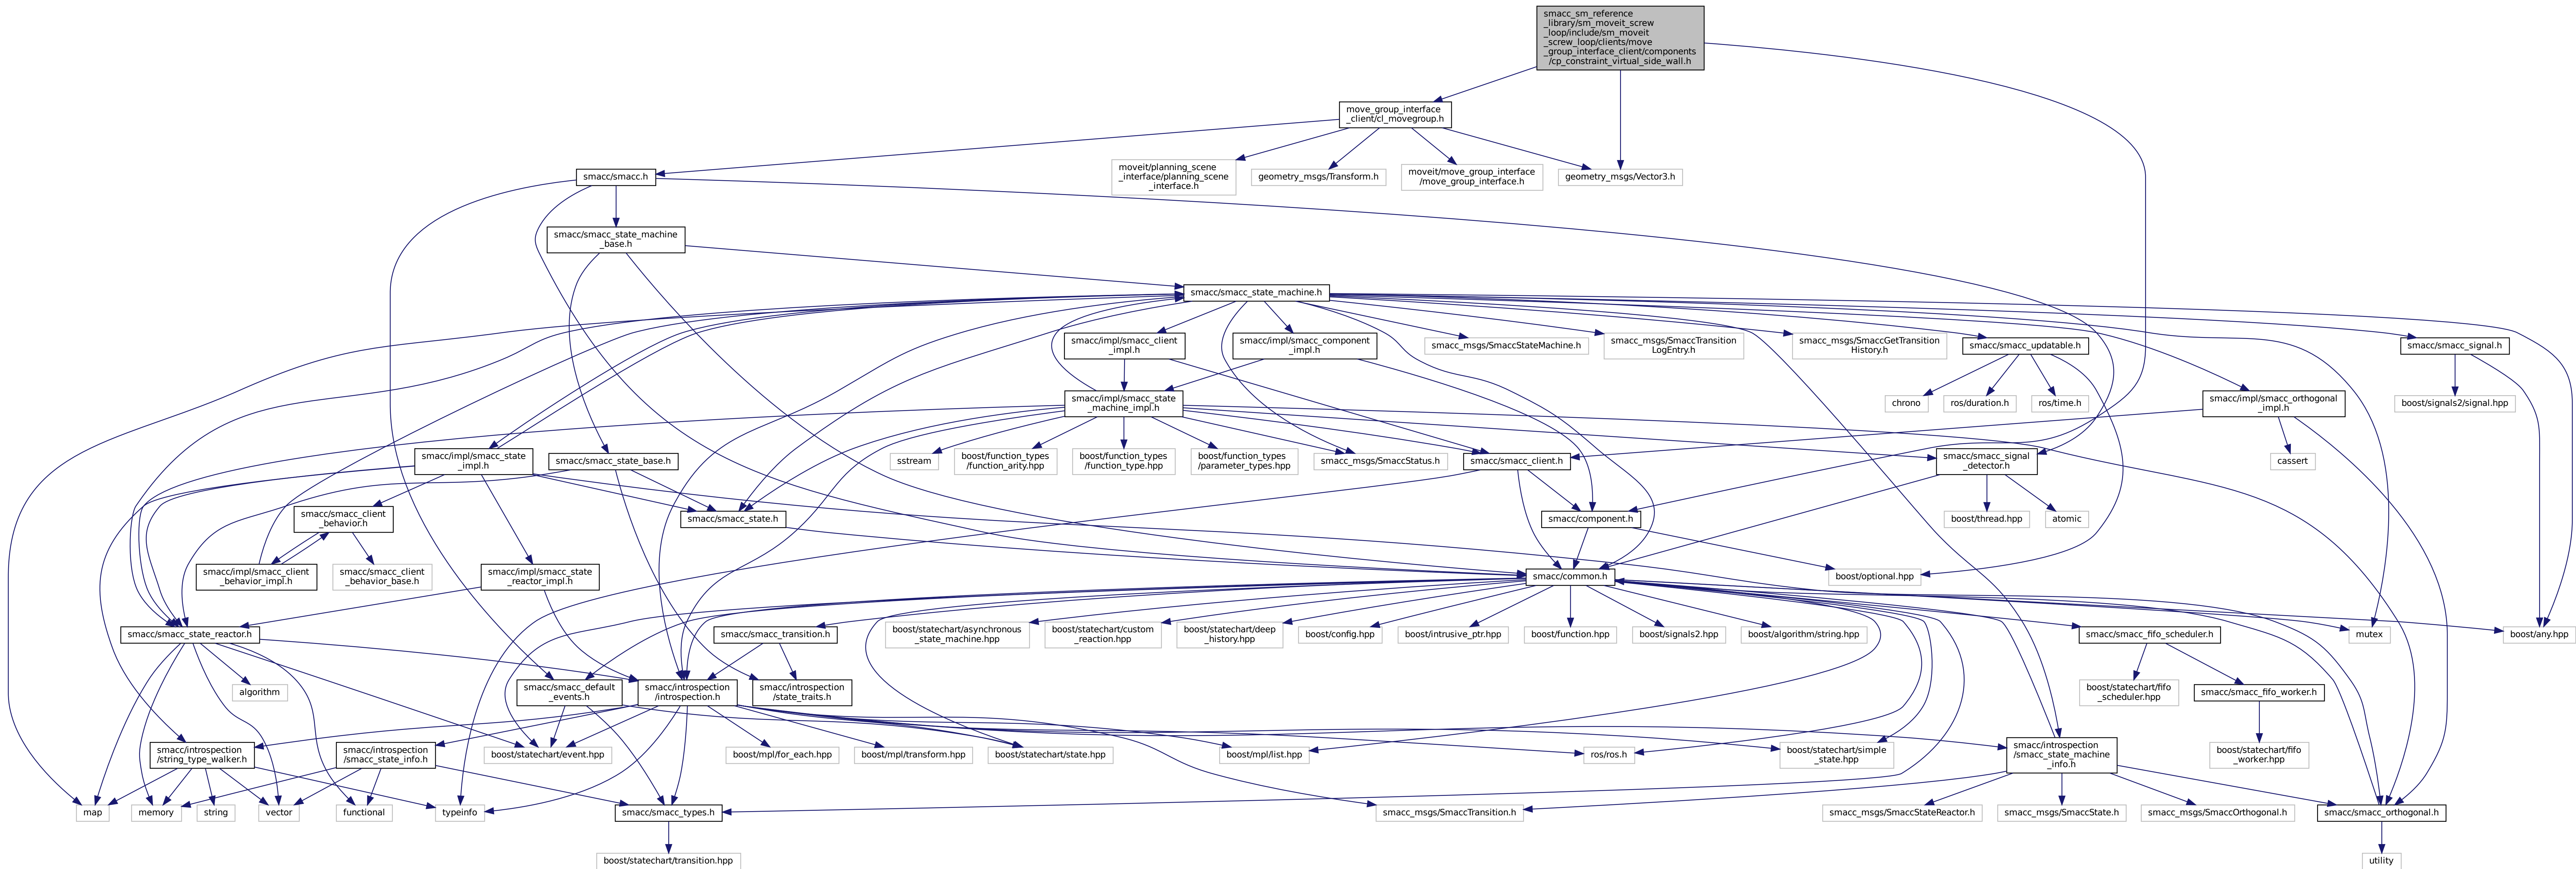 smacc_sm_reference
_library/sm_moveit_screw
_loop/include/sm_moveit
_screw_loop/clients/move
_group_interface_client/components
/cp_constraint_virtual_side_wall.h
move_group_interface
_client/cl_movegroup.h
smacc/smacc.h
moveit/planning_scene
_interface/planning_scene
_interface.h
geometry_msgs/Transform.h
moveit/move_group_interface
/move_group_interface.h
geometry_msgs/Vector3.h
smacc/smacc_state_machine
_base.h
smacc/smacc_state_machine.h
smacc/impl/smacc_client
_impl.h
smacc/impl/smacc_component
_impl.h
smacc_msgs/SmaccStateMachine.h
smacc_msgs/SmaccTransition
LogEntry.h
smacc_msgs/SmaccGetTransition
History.h
smacc/smacc_updatable.h
smacc/smacc_signal.h
smacc/impl/smacc_state
_machine_impl.h
chrono
ros/duration.h
ros/time.h
smacc/impl/smacc_orthogonal
_impl.h
boost/signals2/signal.hpp
smacc/impl/smacc_state
_impl.h
smacc/smacc_state_base.h
sstream
boost/function_types
/function_arity.hpp
boost/function_types
/function_type.hpp
boost/function_types
/parameter_types.hpp
smacc_msgs/SmaccStatus.h
smacc/smacc_client.h
smacc/smacc_signal
_detector.h
cassert
smacc/smacc_client
_behavior.h
smacc/smacc_state.h
smacc/component.h
boost/thread.hpp
atomic
smacc/impl/smacc_client
_behavior_impl.h
smacc/smacc_client
_behavior_base.h
smacc/impl/smacc_state
_reactor_impl.h
smacc/common.h
boost/optional.hpp
smacc/smacc_state_reactor.h
smacc/smacc_transition.h
boost/statechart/asynchronous
_state_machine.hpp
boost/statechart/custom
_reaction.hpp
boost/statechart/deep
_history.hpp
boost/config.hpp
boost/intrusive_ptr.hpp
boost/function.hpp
boost/signals2.hpp
boost/algorithm/string.hpp
smacc/smacc_fifo_scheduler.h
mutex
boost/any.hpp
algorithm
smacc/smacc_default
_events.h
smacc/introspection
/introspection.h
smacc/introspection
/state_traits.h
boost/statechart/fifo
_scheduler.hpp
smacc/smacc_fifo_worker.h
smacc/introspection
/string_type_walker.h
smacc/introspection
/smacc_state_info.h
boost/statechart/event.hpp
boost/mpl/for_each.hpp
boost/mpl/transform.hpp
boost/statechart/state.hpp
boost/mpl/list.hpp
ros/ros.h
boost/statechart/simple
_state.hpp
smacc/introspection
/smacc_state_machine
_info.h
boost/statechart/fifo
_worker.hpp
map
memory
string
vector
functional
typeinfo
smacc/smacc_types.h
smacc_msgs/SmaccTransition.h
smacc_msgs/SmaccStateReactor.h
smacc_msgs/SmaccState.h
smacc_msgs/SmaccOrthogonal.h
smacc/smacc_orthogonal.h
boost/statechart/transition.hpp
utility